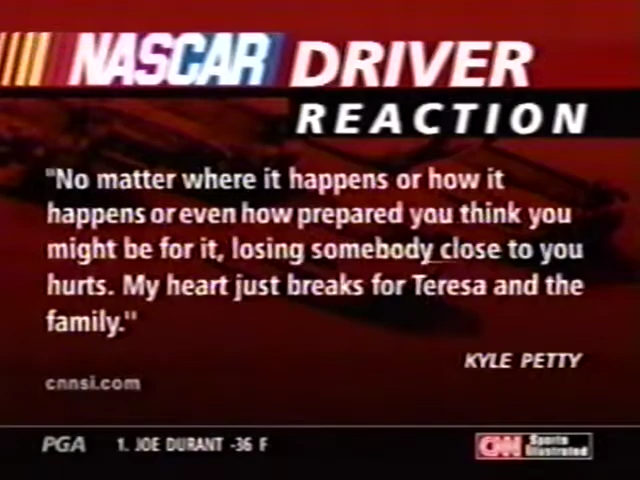 NASCAR DRIVER
REACTION
"No matter where it happens or how it
happens or even how prepared you think you
might be for it, losing somebody close to you
hurts. My heart just breaks for Teresa and the
family."
KYLE PETTY
cnnsi.com
PGA 1. JOE DURANT -36 F
CNN Sports
Illustrated